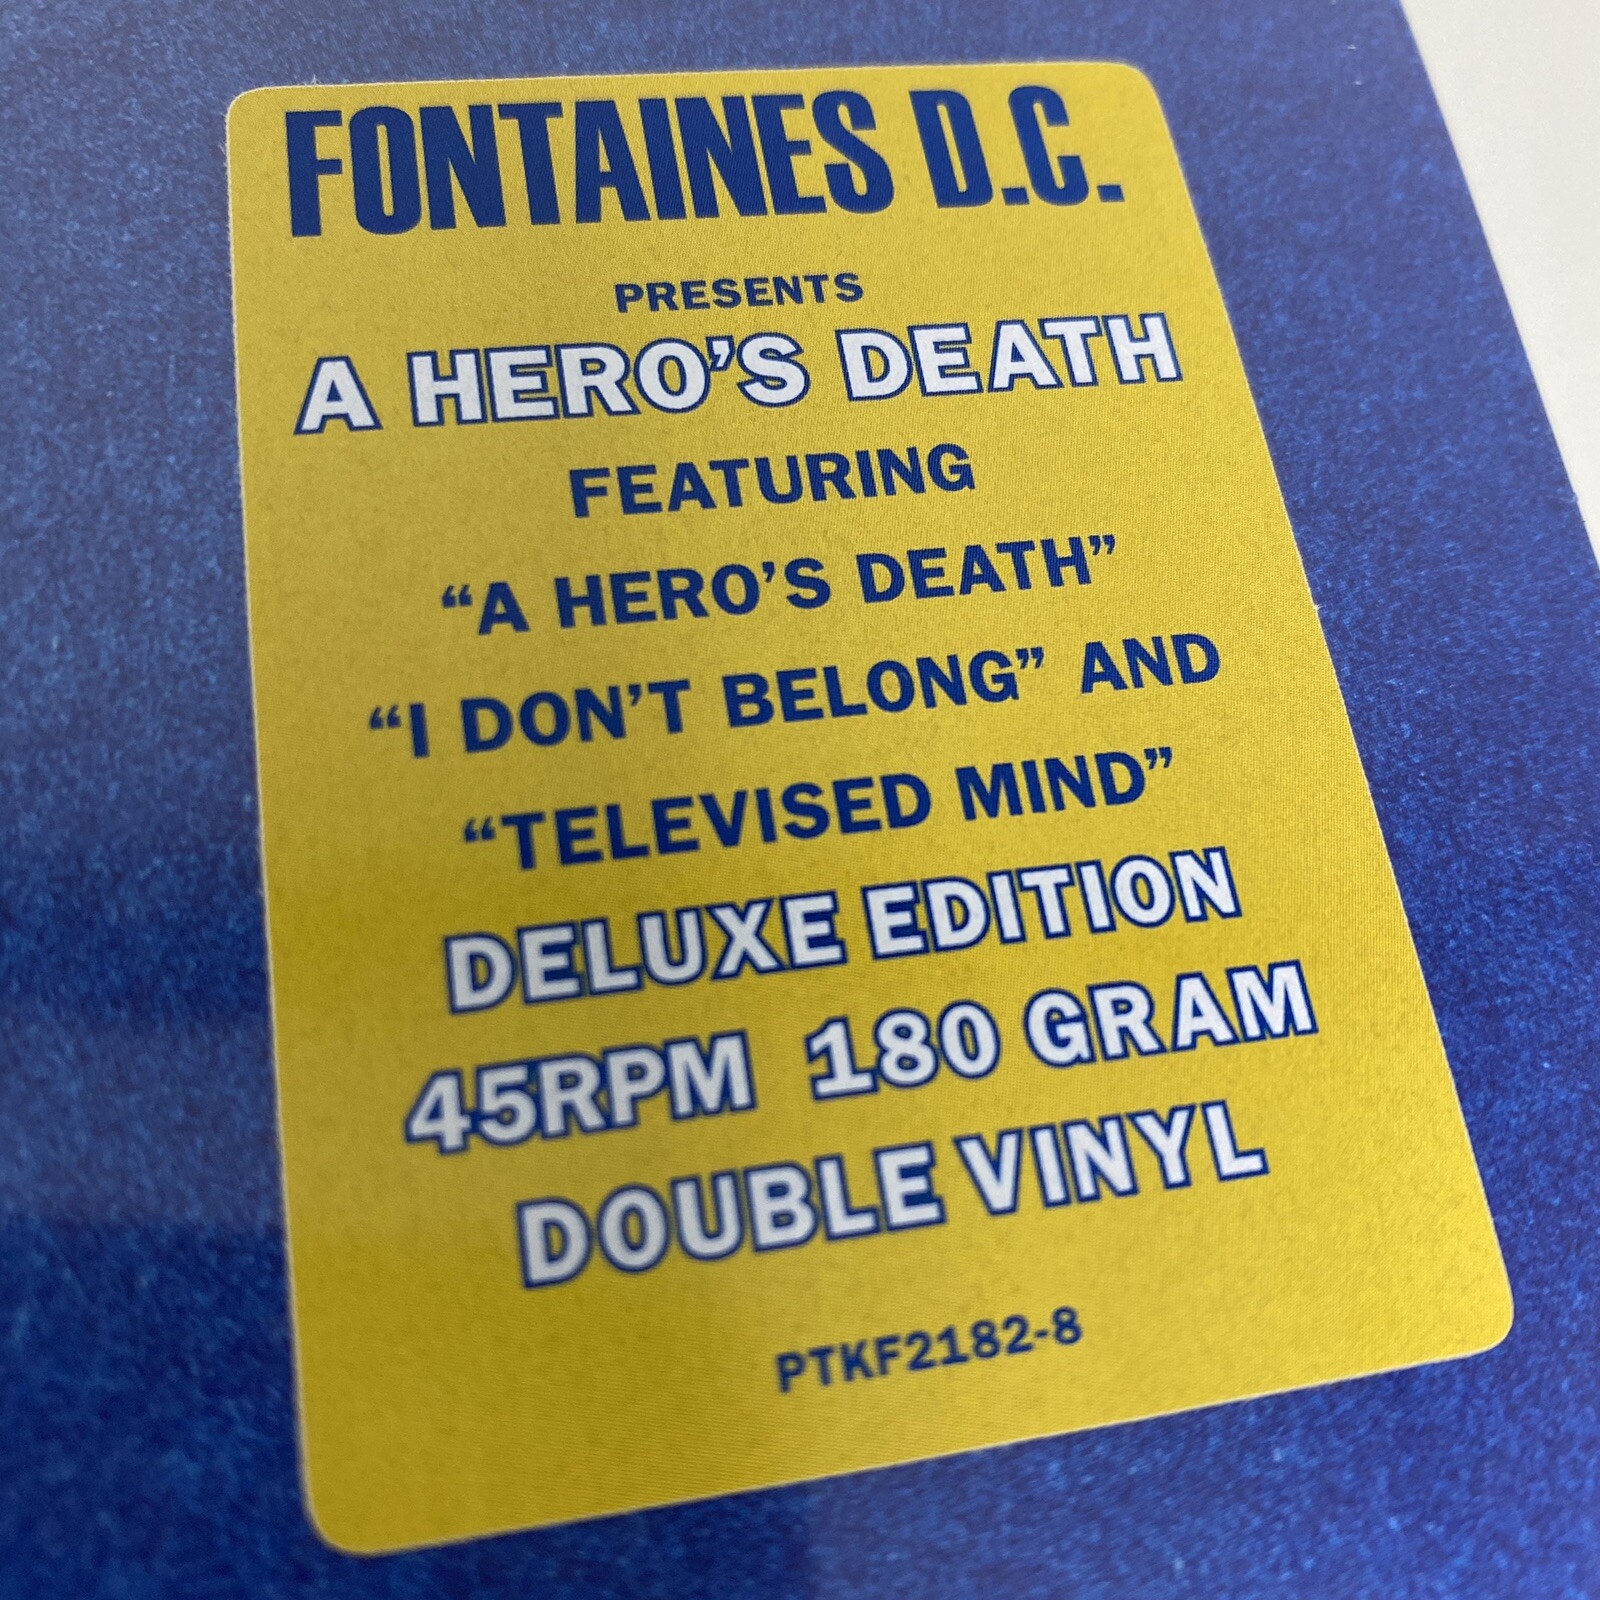 FONTAINES D.C.
PRESENTS
A HERO’S DEATH
FEATURING
“A HERO’S DEATH”
“I DON’T BELONG” AND
“TELEVISED MIND”
DELUXE EDITION
45RPM 180 GRAM
DOUBLE VINYL
PTKF2182-8